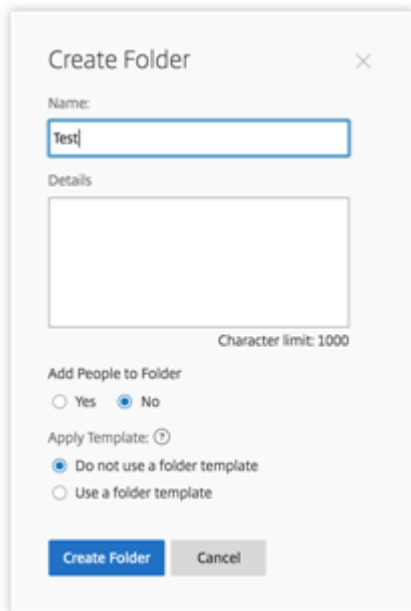 Create Folder
Name:
Test
Details
Character limit: 1000
Add People to Folder
Yes No
Apply Template: ?
Do not use a folder template
Use a folder template
Create Folder Cancel